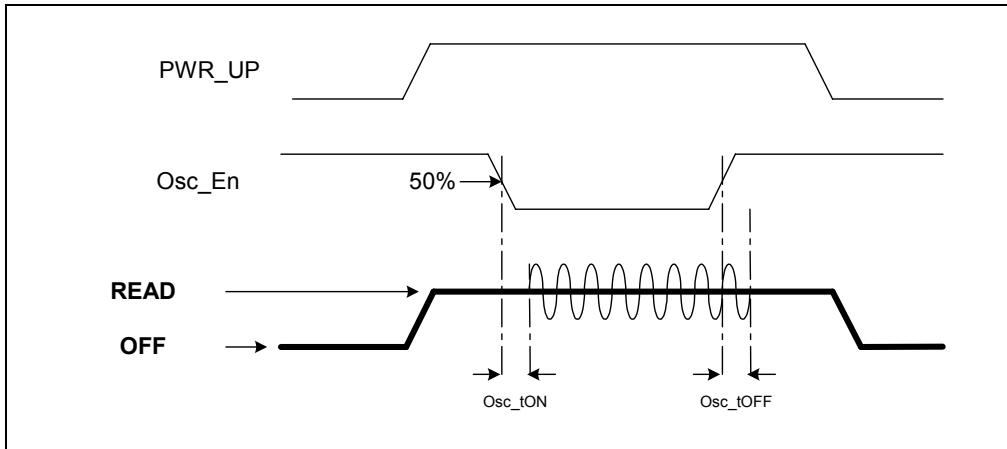 PWR_UP
Osc_En
50%
READ
OFF
Osc_tON
Osc_tOFF